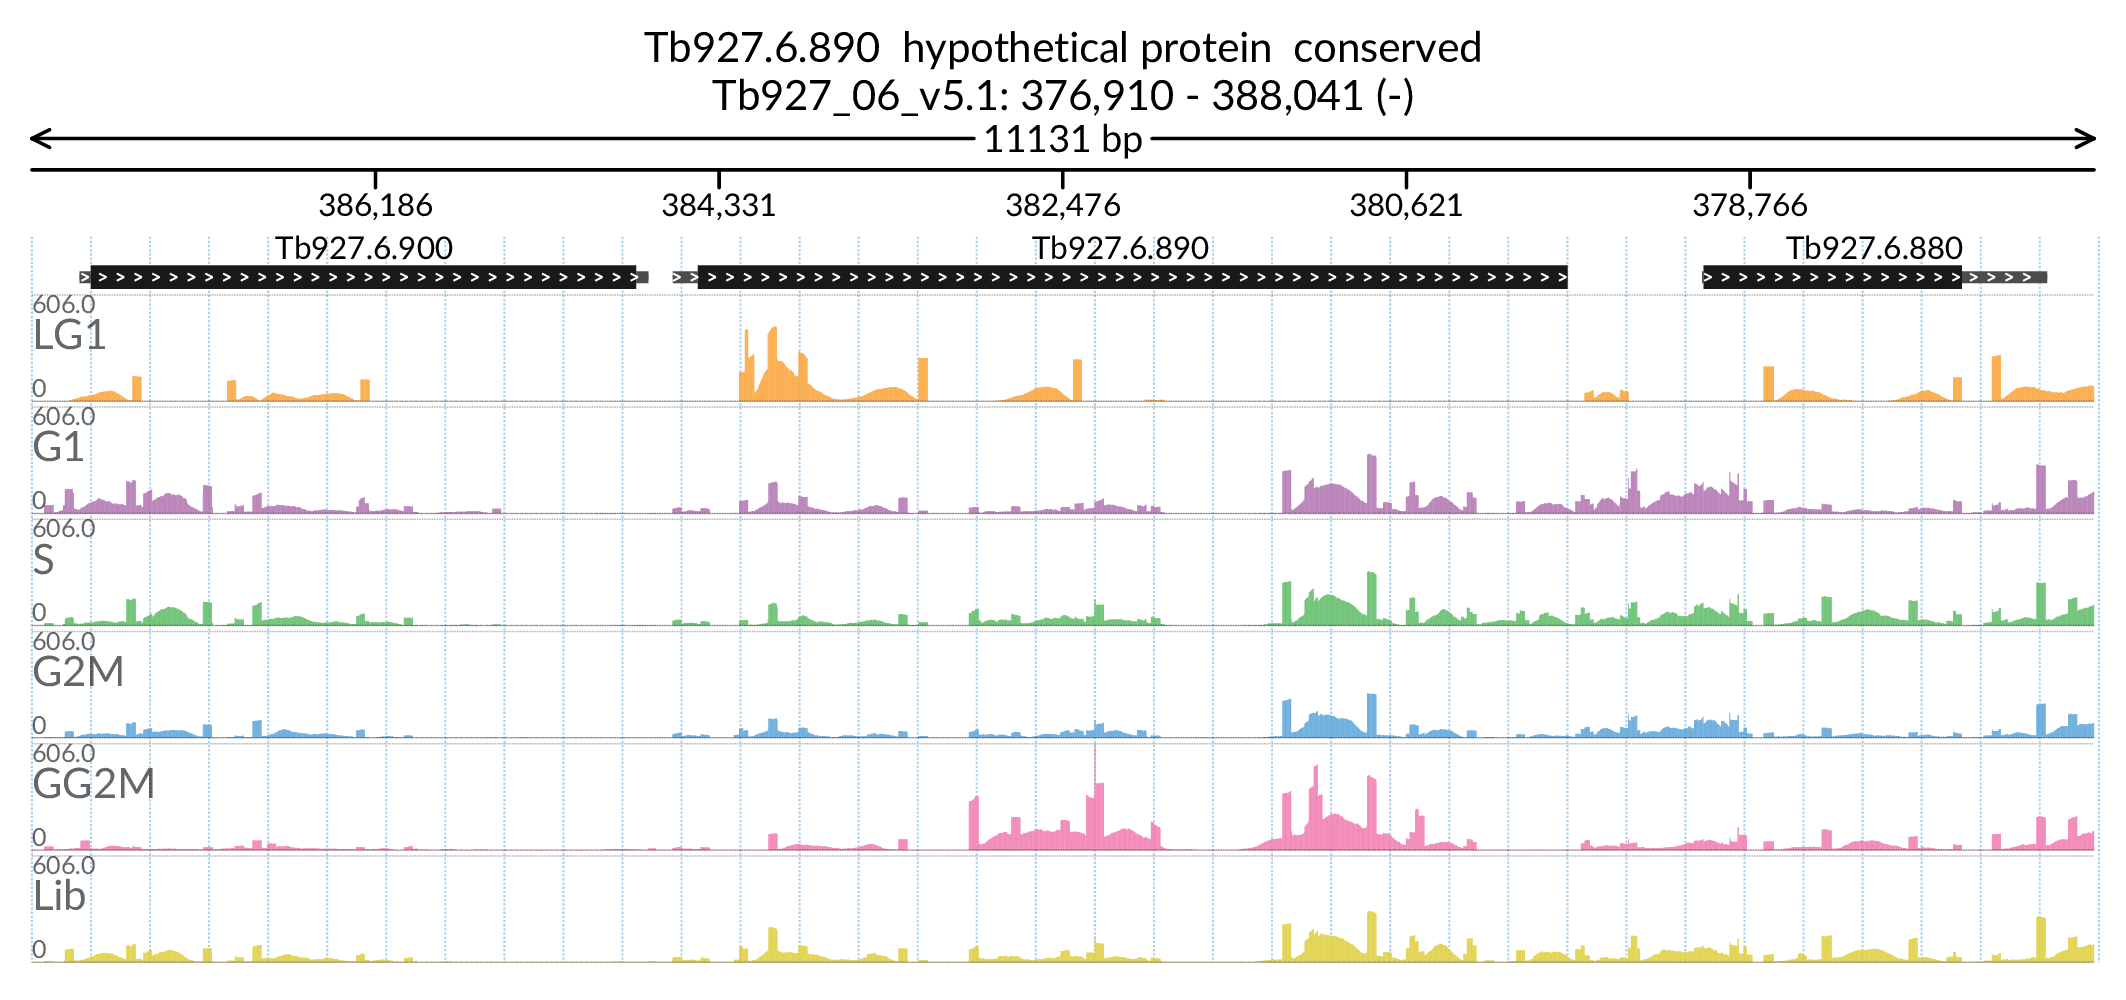 Tb927.6.890  hypothetical protein  conserved
Tb927_06_v5.1: 376,910 - 388,041 (-)
11131 bp
386,186 384,331 382,476 380,621 378,766
Tb927.6.900 Tb927.6.890 Tb927.6.880
606.0
LG1
0
606.0
G1
0
606.0
S
0
606.0
G2M
0
606.0
GG2M
0
606.0
Lib
0